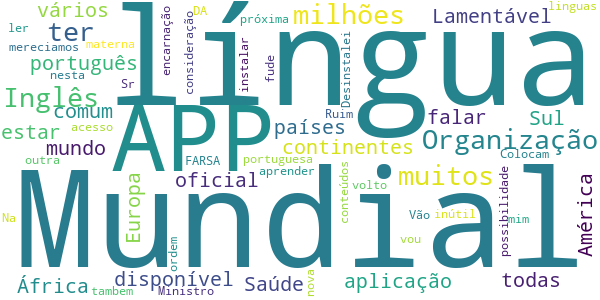 vários língua milhões DA línguas
ler ter próxima Lamentável
mereciamos materna encarnação consideração instalar fude Desinstalei
português nesta Sr
Inglês comum APP países Ruim falar Sul
estar acesso mundo continentes Organização
outra FARSA portuguesa Colocam
oficial aprender muitos
Mundial
Europa conteúdos volto Vão inútil possibilidade mim América
Na ordem vou
África disponível Saúde nova aplicação todas
tambem Ministro